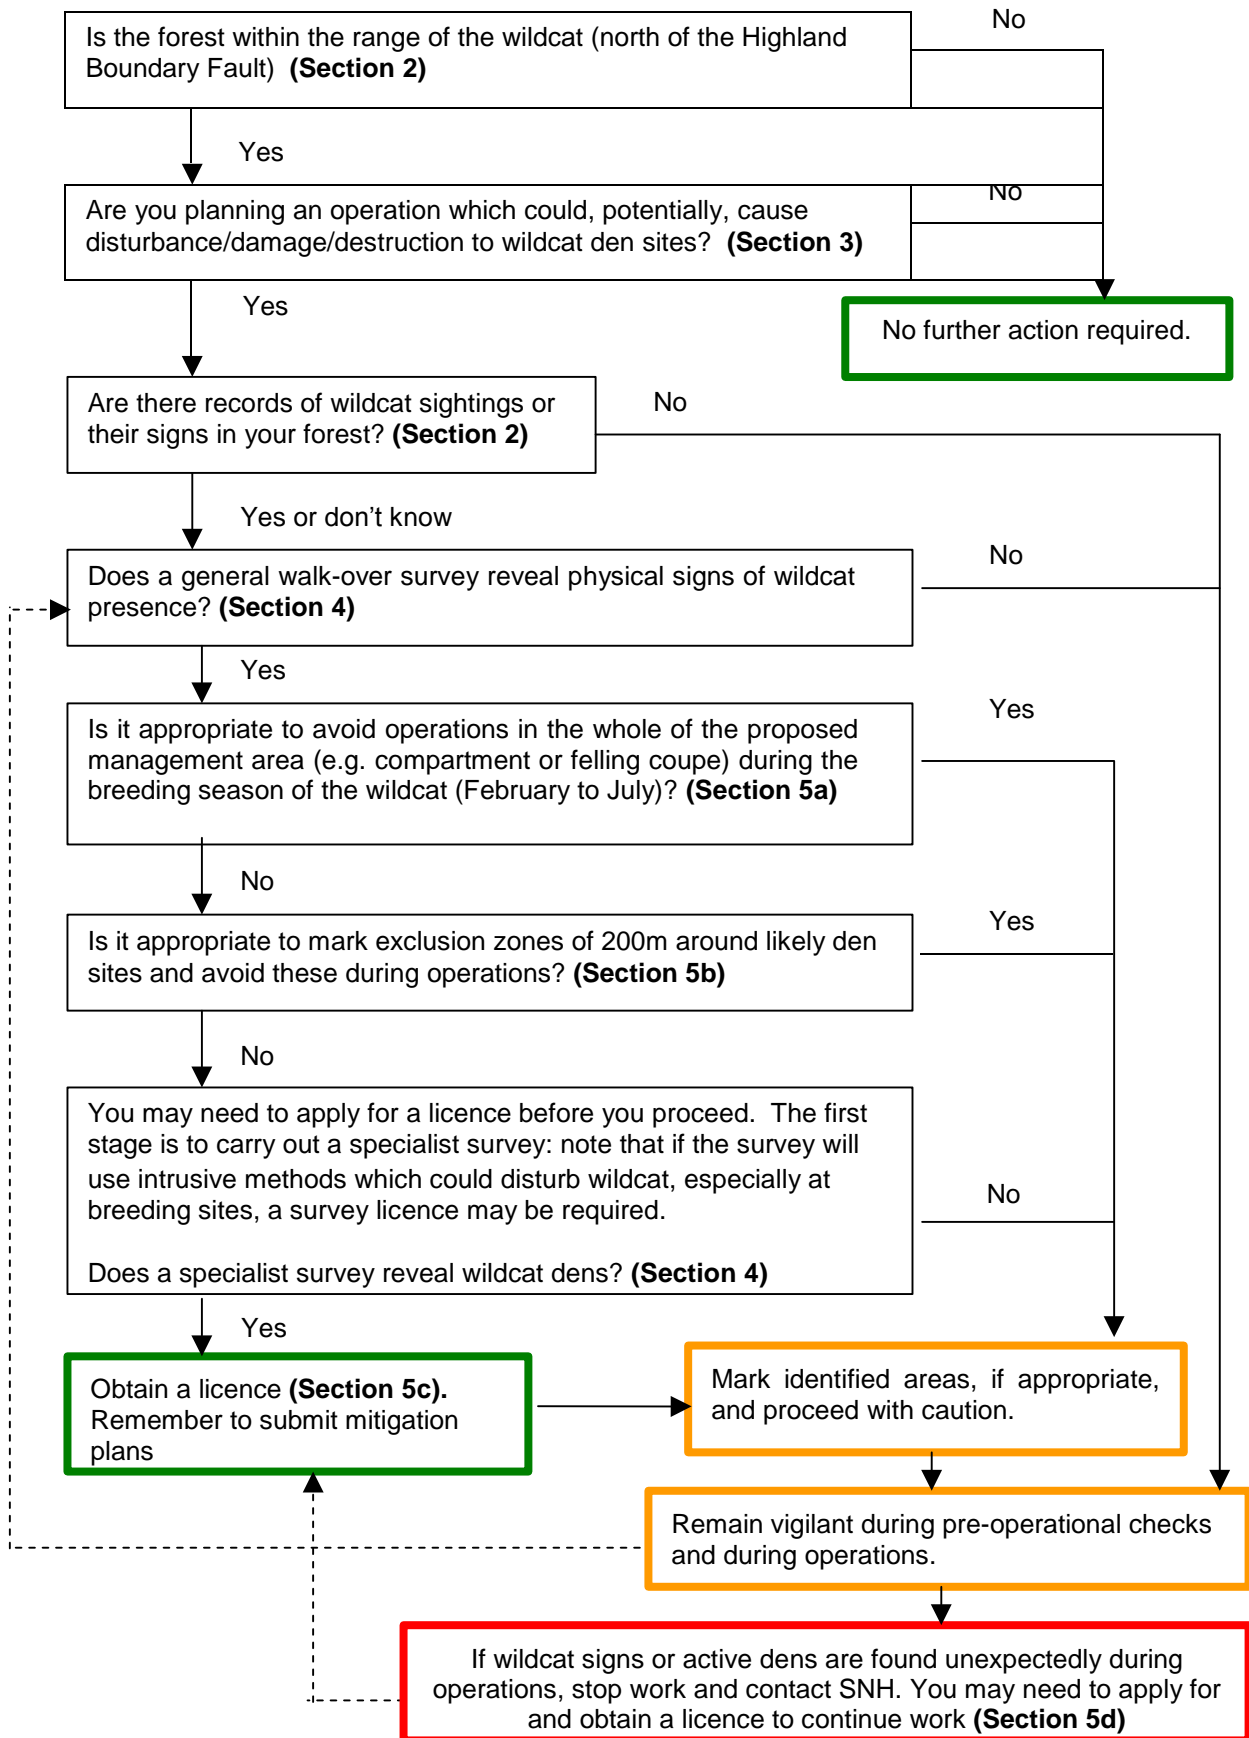 No
Is the forest within the range of the wildcat (north of the Highland
Boundary Fault) (Section 2)
Yes
No
Are you planning an operation which could, potentially, cause
disturbance/damage/destruction to wildcat den sites? (Section 3)
Yes
No further action required.
Are there records of wildcat sightings or
their signs in your forest? (Section 2)
No
Yes or don't know
No
Does a general walk-over survey reveal physical signs of wildcat
presence? (Section 4)
Yes
Is it appropriate to avoid operations in the whole of the proposed
management area (e.g. compartment or felling coupe) during the
breeding season of the wildcat (February to July)? (Section 5a)
Yes
No
Is it appropriate to mark exclusion zones of 200m around likely den
sites and avoid these during operations? (Section 5b)
Yes
No
You may need to apply for a licence before you proceed. The first
stage is to carry out a specialist survey: note that if the survey will
use intrusive methods which could disturb wildcat, especially at
breeding sites, a survey licence may be required.
Does a specialist survey reveal wildcat dens? (Section 4)
No
Yes
Obtain a licence (Section 5c).
Remember to submit mitigation
plans
Mark identified areas, if appropriate,
and proceed with caution.
Remain vigilant during pre-operational checks
and during operations.
If wildcat signs or active dens are found unexpectedly during
operations, stop work and contact SNH. You may need to apply for
and obtain a licence to continue work (Section 5d)